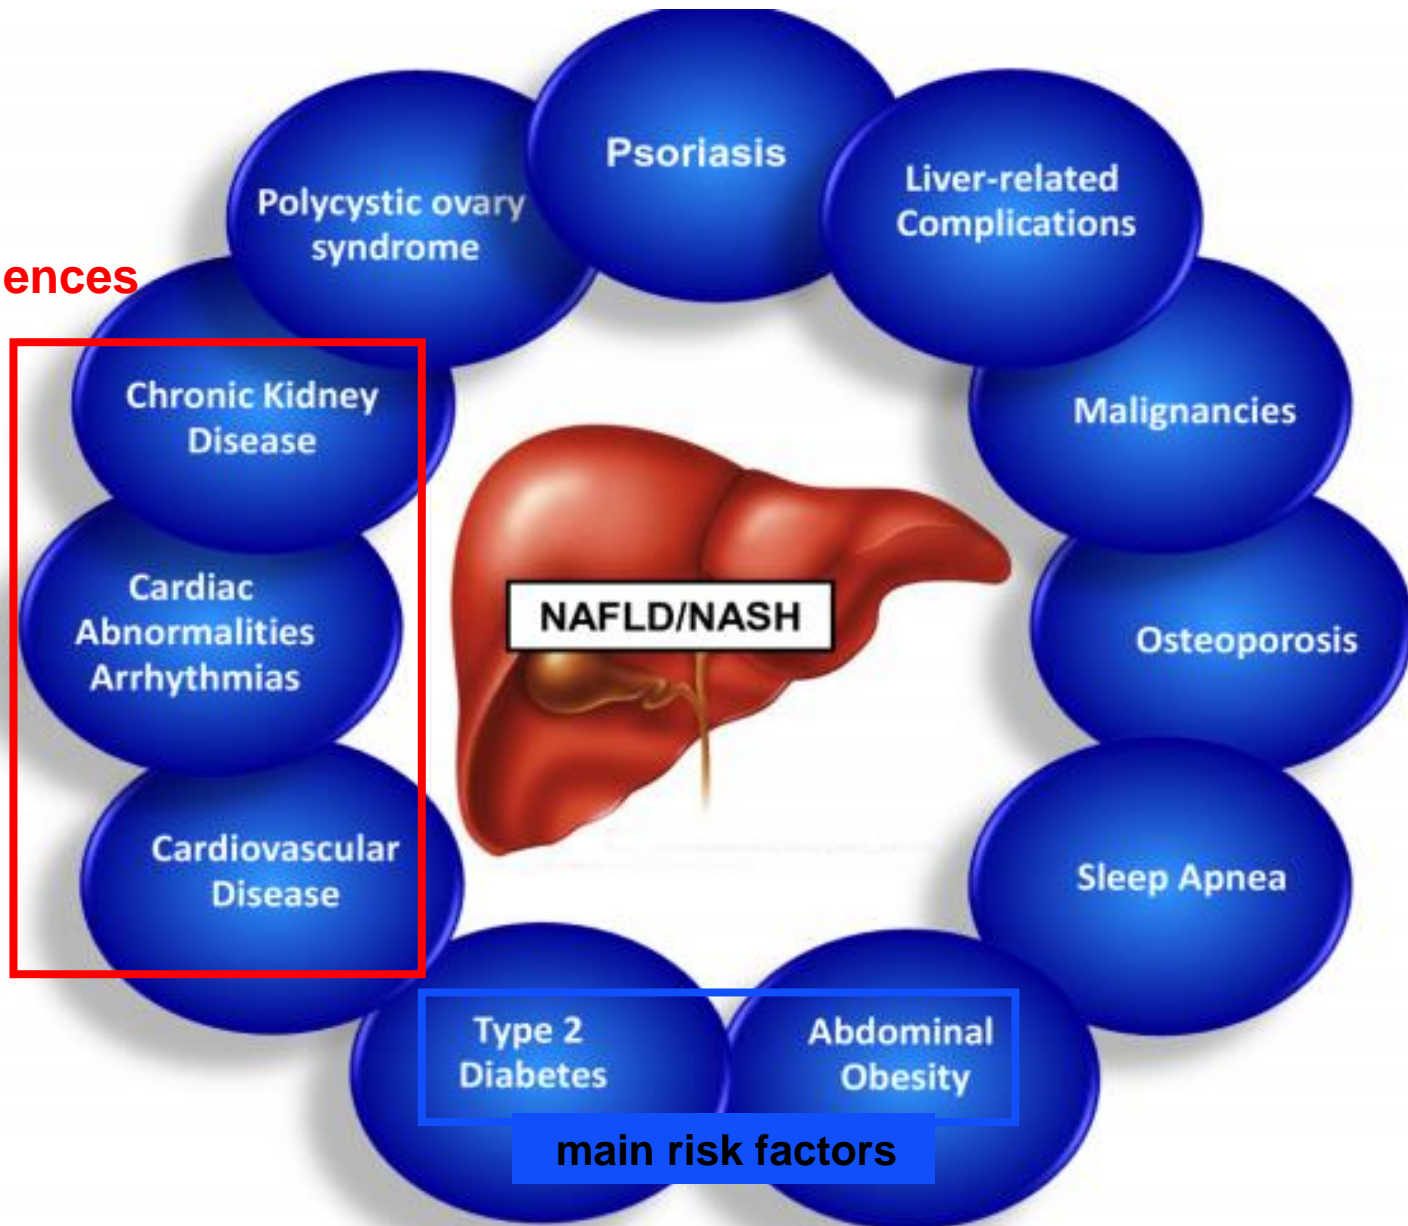 Psoriasis
Liver-related
Complications
Polycystic ovary
syndrome
ences
Chronic Kidney
Disease
Malignancies
Cardiac
Abnormalities
Arrhythmias
NAFLD/NASH
Osteoporosis
Cardiovascular
Disease
Sleep Apnea
Type 2
Diabetes
Abdominal
Obesity
main risk factors